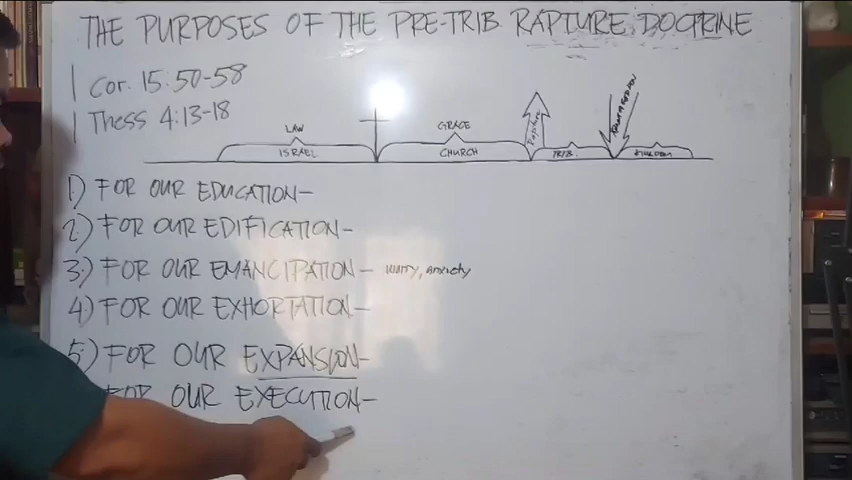 THE PURPOSES OF THE PRE-TRIB RAPTURE DOCTRINE
1 Cor. 15:50-58
1 Thess 4:13-18
LAW
GRACE
ISRAEL
CHURCH
Rapture
TRIB.
ARMAGEDDON
KINGDOM
1) FOR OUR EDUCATION-
2) FOR OUR EDIFICATION-
3) FOR OUR EMANCIPATION- worry, anxiety
4) FOR OUR EXHORTATION-
5) FOR OUR EXPANSION-
FOR OUR EXECUTION-